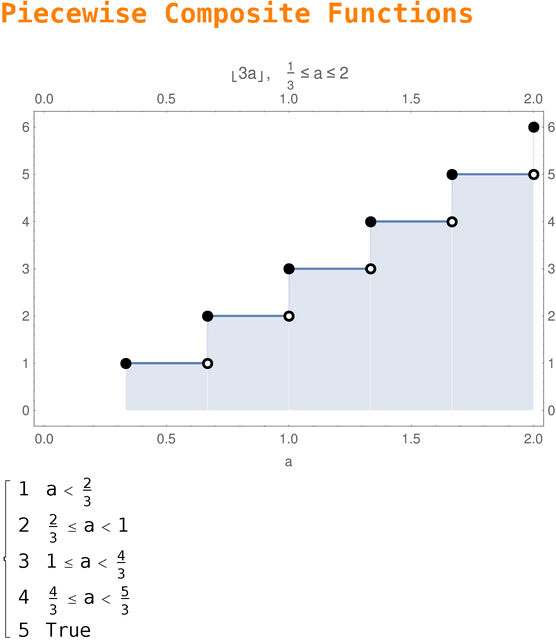 Piecewise Composite Functions
⌊3a⌋, 1/3 ≤ a ≤ 2
0.0 0.5 1.0 1.5 2.0
6 6
5 5
4 4
3 3
2 2
1 1
0 0
0.0 0.5 1.0 1.5 2.0
a
1 a < 2/3
2 2/3 ≤ a < 1
3 1 ≤ a < 4/3
4 4/3 ≤ a < 5/3
5 True